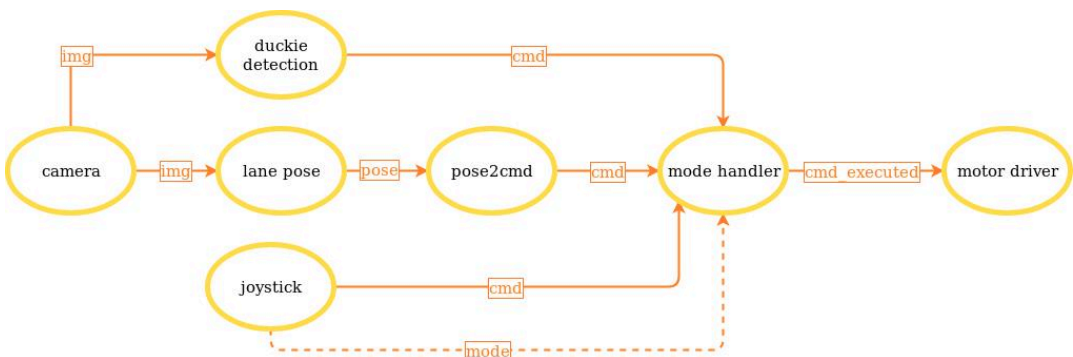 duckie
detection
img
cmd
camera
img
lane pose
pose
pose2cmd
cmd
mode handler
cmd_executed
motor driver
joystick
cmd
mode